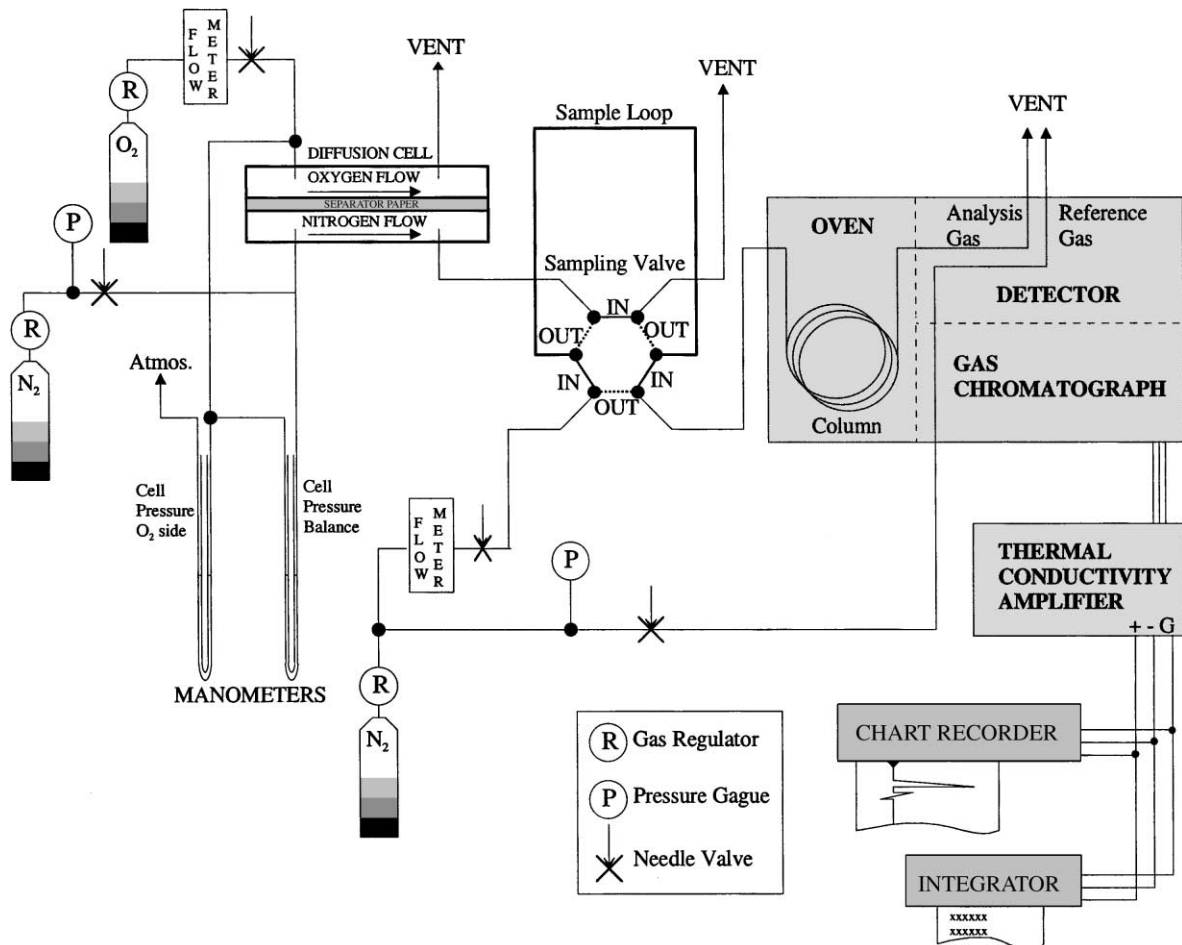 FLOW
METER
VENT
VENT
Sample Loop
VENT
R
O₂
DIFFUSION CELL
OXYGEN FLOW
SEPARATOR PAPER
NITROGEN FLOW
P
R
N₂
Atmos.
Sampling Valve
IN
OUT
OUT
IN
IN
OUT
OVEN
Analysis
Gas
Reference
Gas
DETECTOR
GAS
CHROMATOGRAPH
Column
Cell
Pressure
O₂ side
Cell
Pressure
Balance
MANOMETERS
FLOW
METER
P
R
N₂
THERMAL
CONDUCTIVITY
AMPLIFIER
+ - G
R Gas Regulator
P Pressure Gague
Needle Valve
CHART RECORDER
INTEGRATOR
xxxxxx
xxxxxx